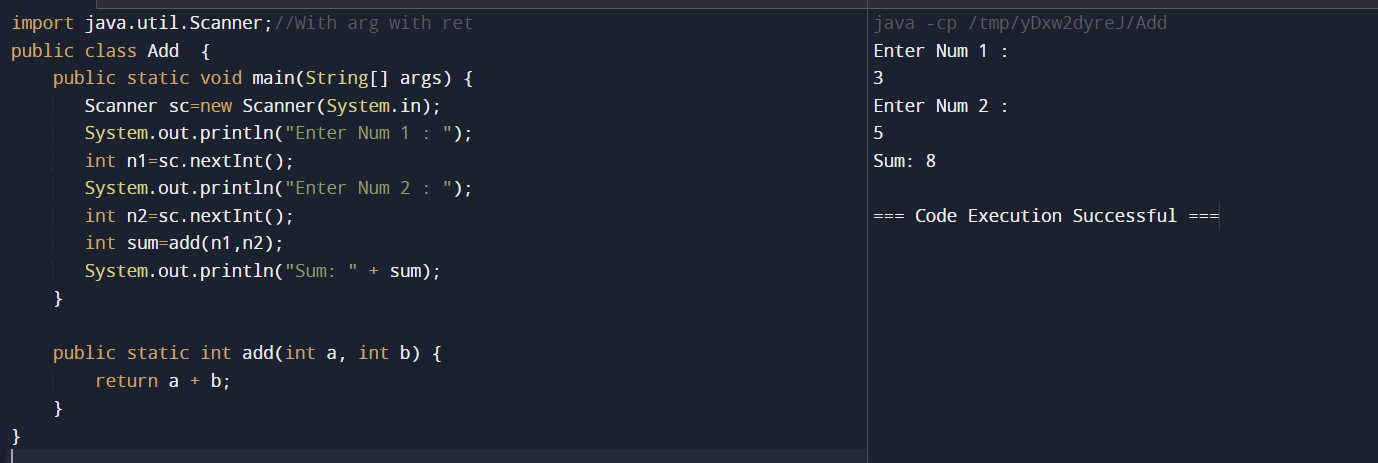 import java.util.Scanner;//With arg with ret
public class Add  {
    public static void main(String[] args) {
       Scanner sc=new Scanner(System.in);
       System.out.println("Enter Num 1 : ");
       int n1=sc.nextInt();
       System.out.println("Enter Num 2 : ");
       int n2=sc.nextInt();
       int sum=add(n1,n2);
       System.out.println("Sum: " + sum);
    }
    public static int add(int a, int b) {
        return a + b;
    }
}
java -cp /tmp/yDxw2dyreJ/Add
Enter Num 1 :
3
Enter Num 2 :
5
Sum: 8
=== Code Execution Successful ===